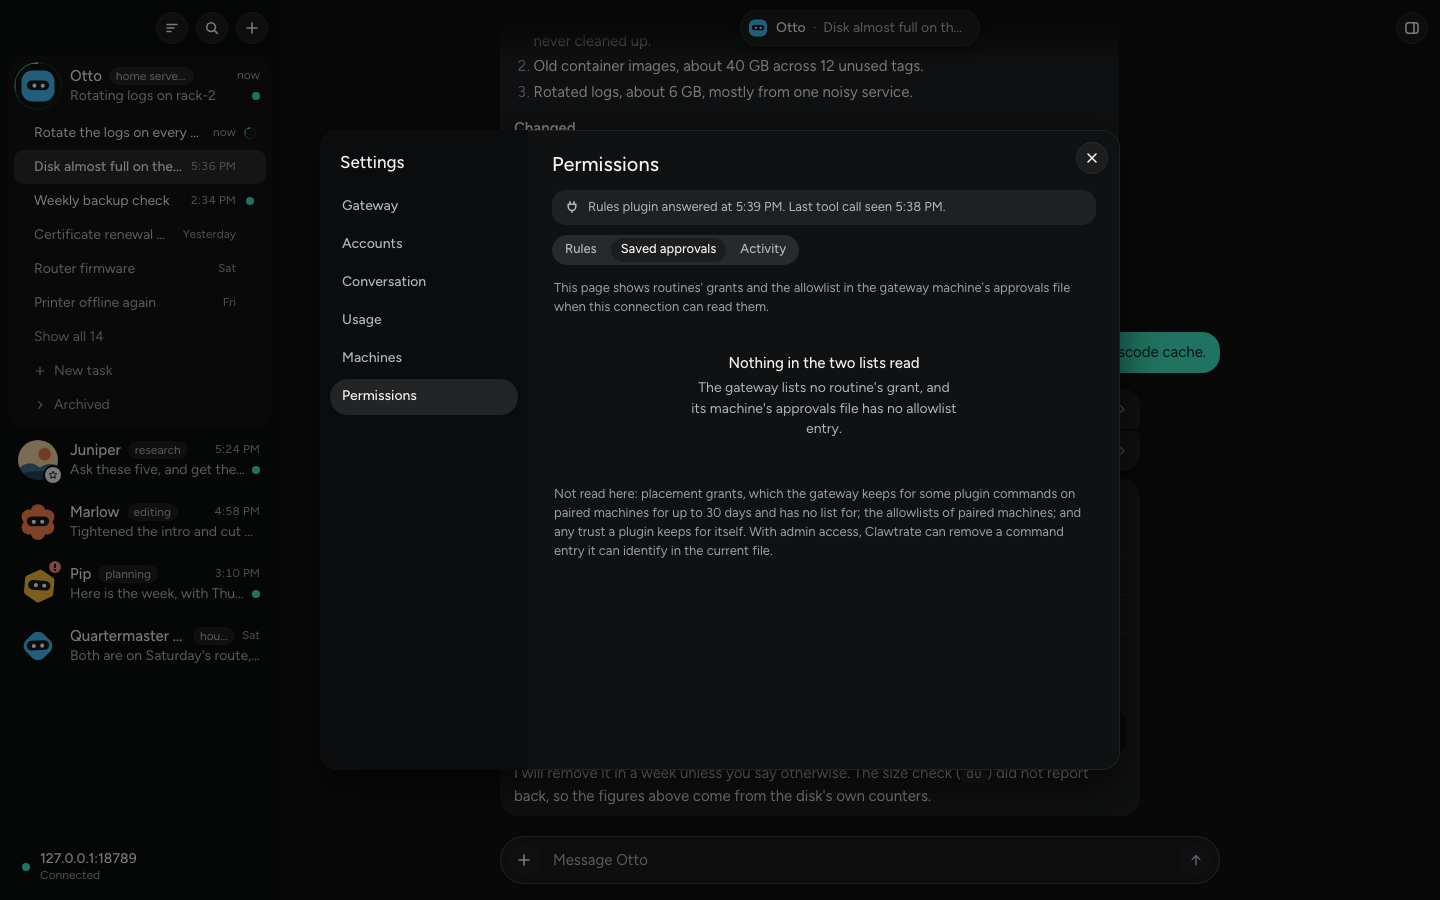 Otto home serve... now
Rotating logs on rack-2
Rotate the logs on every ... now
Disk almost full on the... 5:36 PM
Weekly backup check 2:34 PM
Certificate renewal ... Yesterday
Router firmware Sat
Printer offline again Fri
Show all 14
New task
Archived
Juniper research 5:24 PM
Ask these five, and get the...
Marlow editing 4:58 PM
Tightened the intro and cut ...
Pip planning 3:10 PM
Here is the week, with Thu...
Quartermaster ... hou... Sat
Both are on Saturday's route,...
127.0.0.1:18789
Connected
Otto · Disk almost full on th...
never cleaned up.
2. Old container images, about 40 GB across 12 unused tags.
3. Rotated logs, about 6 GB, mostly from one noisy service.
Changed
scode cache.
Settings
Gateway
Accounts
Conversation
Usage
Machines
Permissions
Permissions
Rules plugin answered at 5:39 PM. Last tool call seen 5:38 PM.
Rules Saved approvals Activity
This page shows routines' grants and the allowlist in the gateway machine's approvals file
when this connection can read them.
Nothing in the two lists read
The gateway lists no routine's grant, and
its machine's approvals file has no allowlist
entry.
Not read here: placement grants, which the gateway keeps for some plugin commands on
paired machines for up to 30 days and has no list for; the allowlists of paired machines; and
any trust a plugin keeps for itself. With admin access, Clawtrate can remove a command
entry it can identify in the current file.
I will remove it in a week unless you say otherwise. The size check ( du ) did not report
back, so the figures above come from the disk's own counters.
Message Otto